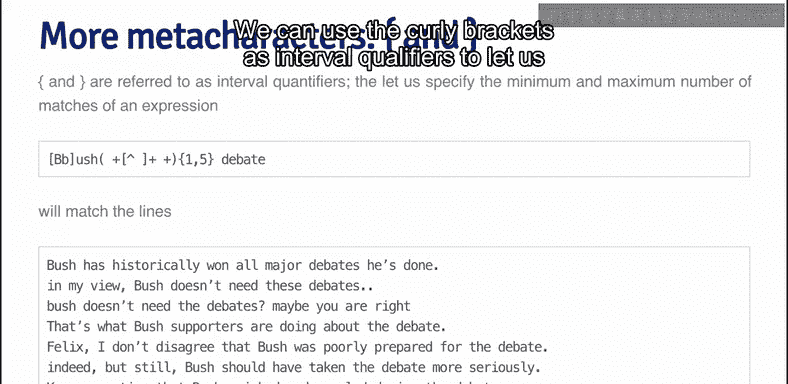 More metacharacters: { and }
We can use the curly brackets
as interval qualifiers to let us
{ and } are referred to as interval quantifiers; the let us specify the minimum and maximum number of
matches of an expression
[Bb]ush( +[^ ]+ +){1,5} debate
will match the lines
Bush has historically won all major debates he's done.
in my view, Bush doesn't need these debates..
bush doesn't need the debates? maybe you are right
That's what Bush supporters are doing about the debate.
Felix, I don't disagree that Bush was poorly prepared for the debate.
indeed, but still, Bush should have taken the debate more seriously.